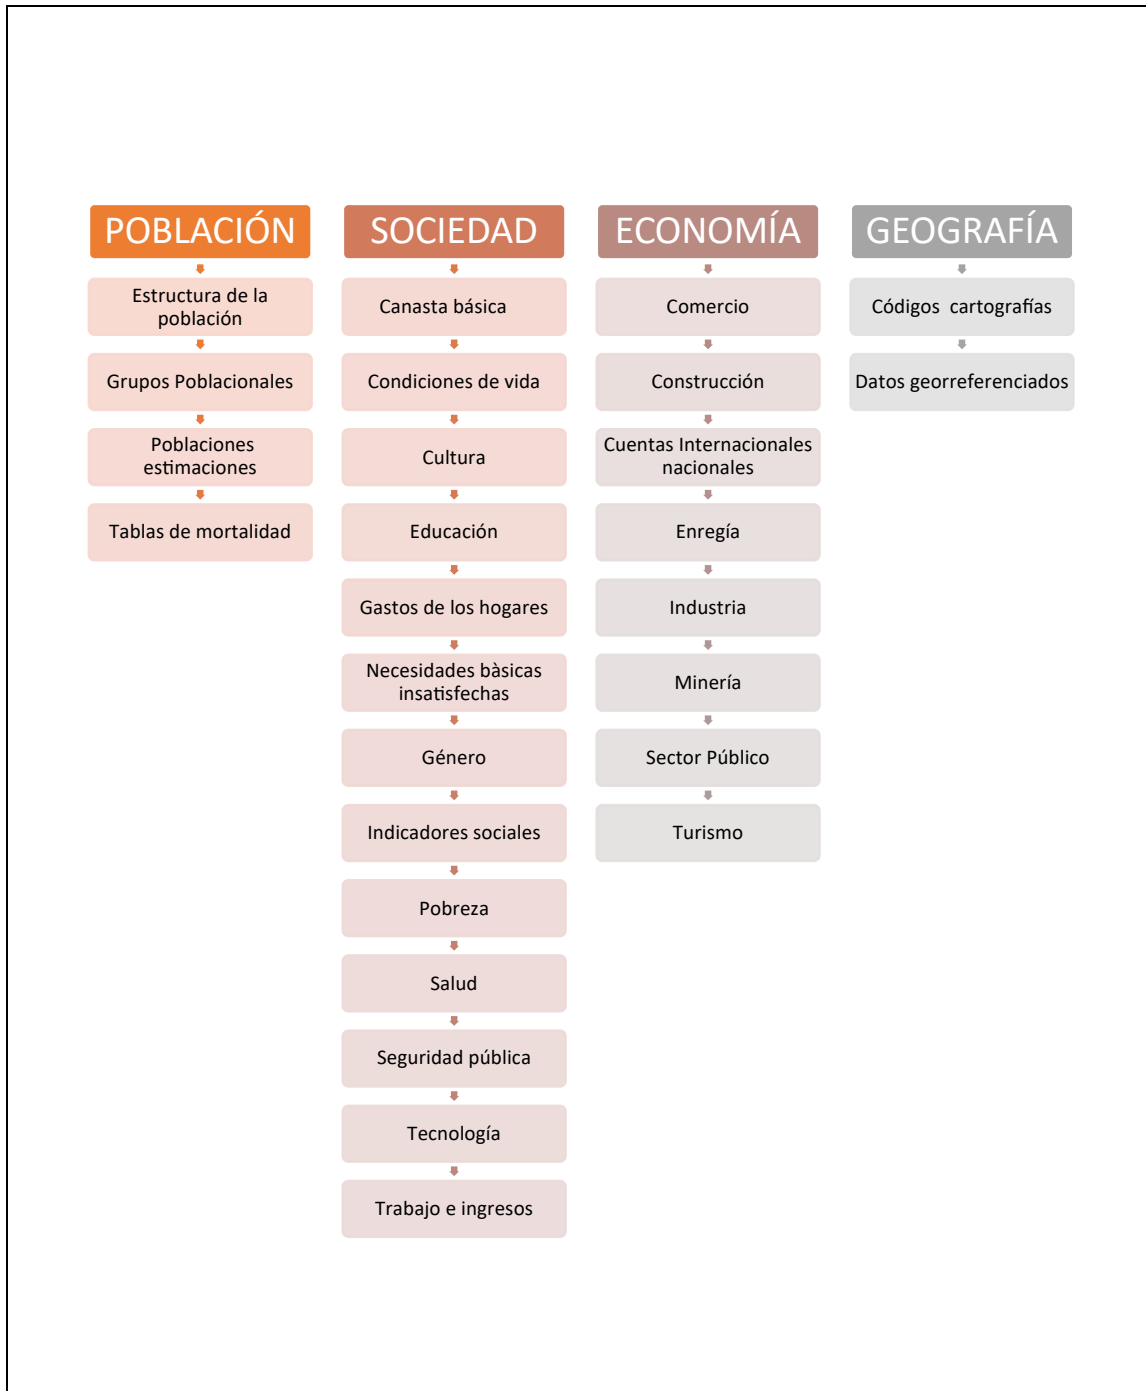 POBLACIÓN
Estructura de la
población
Grupos Poblacionales
Poblaciones
estimaciones
Tablas de mortalidad
SOCIEDAD
Canasta básica
Condiciones de vida
Cultura
Educación
Gastos de los hogares
Necesidades bàsicas
insatisfechas
Género
Indicadores sociales
Pobreza
Salud
Seguridad pública
Tecnología
Trabajo e ingresos
ECONOMÍA
Comercio
Construcción
Cuentas Internacionales
nacionales
Enregía
Industria
Minería
Sector Público
Turismo
GEOGRAFÍA
Códigos  cartografías
Datos georreferenciados